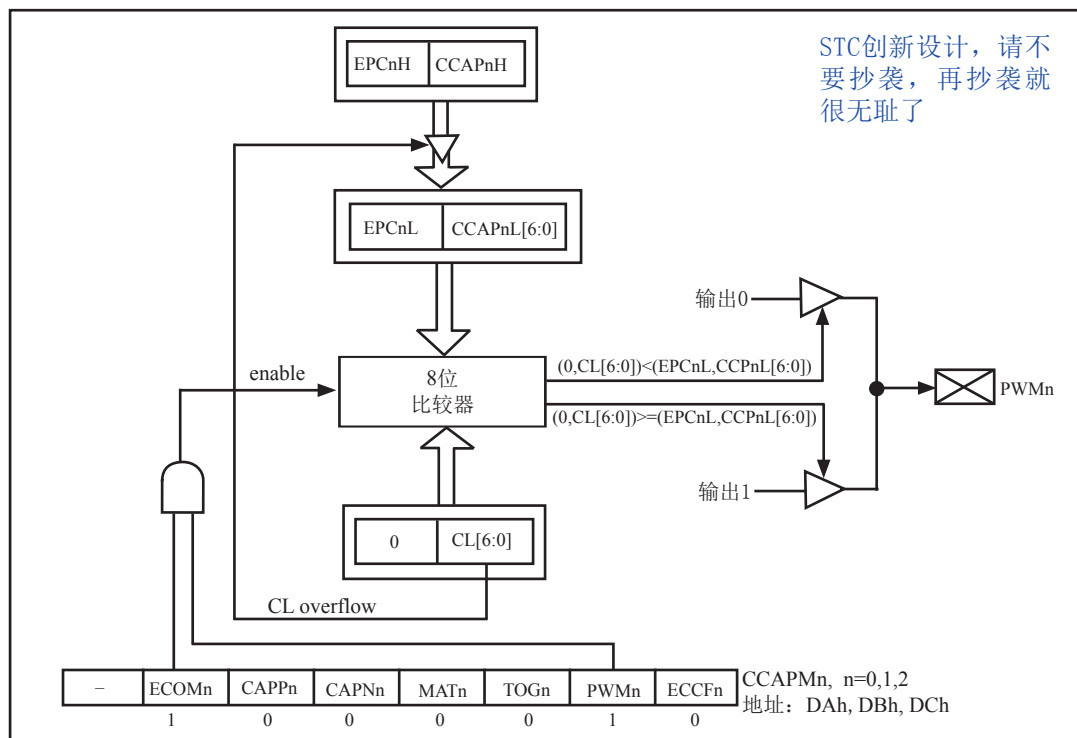 EPCnH CCAPnH
STC创新设计，请不
要抄袭，再抄袭就
很无耻了
EPCnL CCAPnL[6:0]
输出0
(0,CL[6:0])<(EPCnL,CCPnL[6:0])
enable
8位
比较器
PWMn
(0,CL[6:0])>=(EPCnL,CCPnL[6:0])
输出1
0 CL[6:0]
CL overflow
– ECOMn CAPPn CAPNn MATn TOGn PWMn ECCFn
CCAPMn, n=0,1,2
地址：DAh, DBh, DCh
1 0 0 0 0 1 0